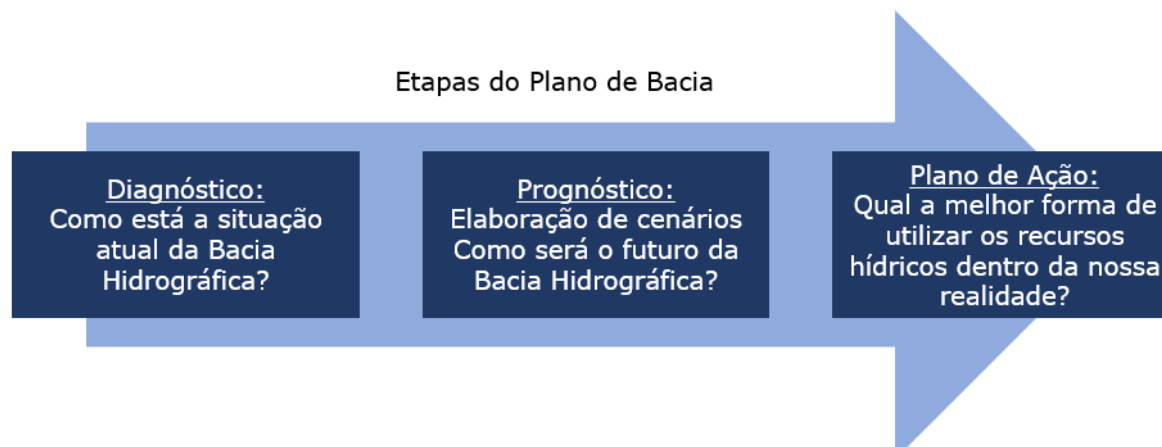 Etapas do Plano de Bacia
Diagnóstico:
Como está a situação
atual da Bacia
Hidrográfica?
Prognóstico:
Elaboração de cenários
Como será o futuro da
Bacia Hidrográfica?
Plano de Ação:
Qual a melhor forma de
utilizar os recursos
hídricos dentro da nossa
realidade?